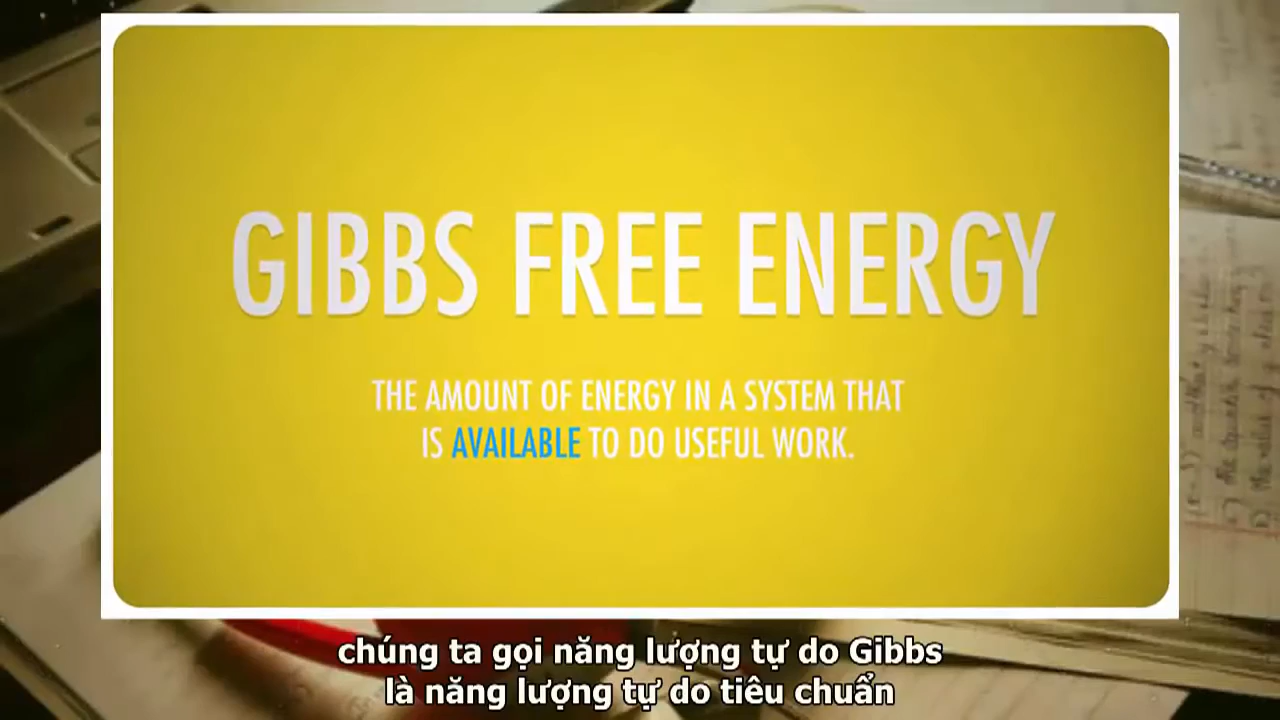 GIBBS FREE ENERGY
THE AMOUNT OF ENERGY IN A SYSTEM THAT
IS AVAILABLE TO DO USEFUL WORK.
chúng ta gọi năng lượng tự do Gibbs
là năng lượng tự do tiêu chuẩn